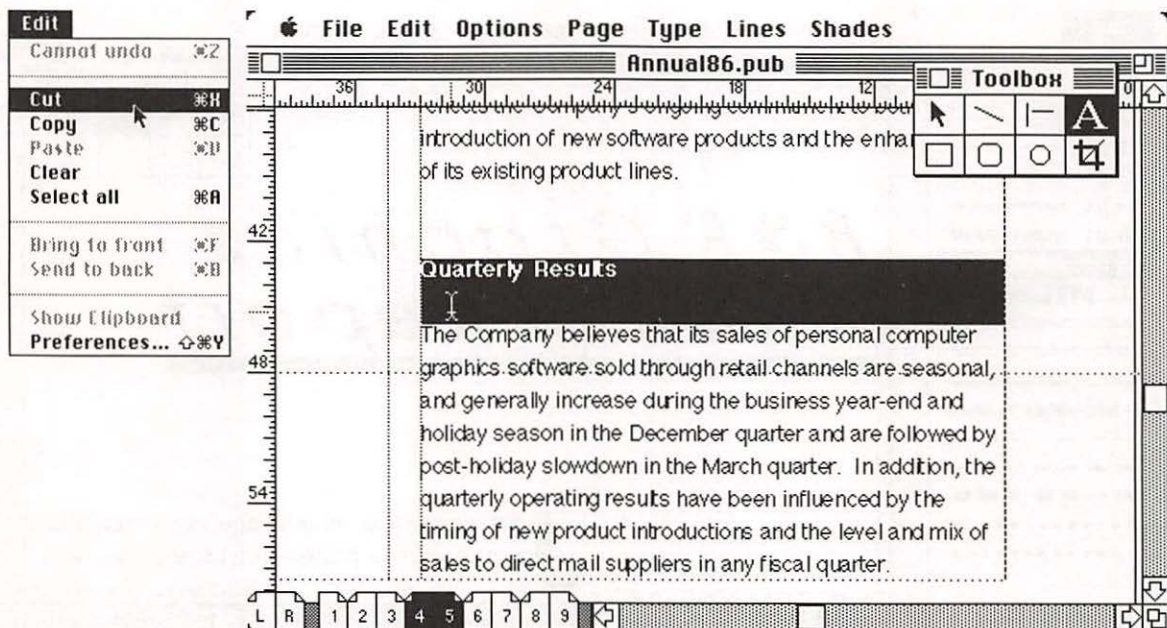 Edit
Cannot undo ⌘Z
Cut ⌘X
Copy ⌘C
Paste ⌘V
Clear
Select all ⌘A
Bring to front ⌘F
Send to back ⌘B
Show Clipboard
Preferences... ⇧⌘Y
File Edit Options Page Type Lines Shades
Annual86.pub
Toolbox
A
36 30 24 18 12 0
Company's ongoing commitment to
introduction of new software products and the
of its existing product lines.
42
Quarterly Results
The Company believes that its sales of personal computer
48
graphics software sold through retail channels are seasonal,
and generally increase during the business year-end and
holiday season in the December quarter and are followed by
post-holiday slowdown in the March quarter. In addition, the
54
quarterly operating results have been influenced by the
timing of new product introductions and the level and mix of
sales to direct mail suppliers in any fiscal quarter.
L R 1 2 3 4 5 6 7 8 9